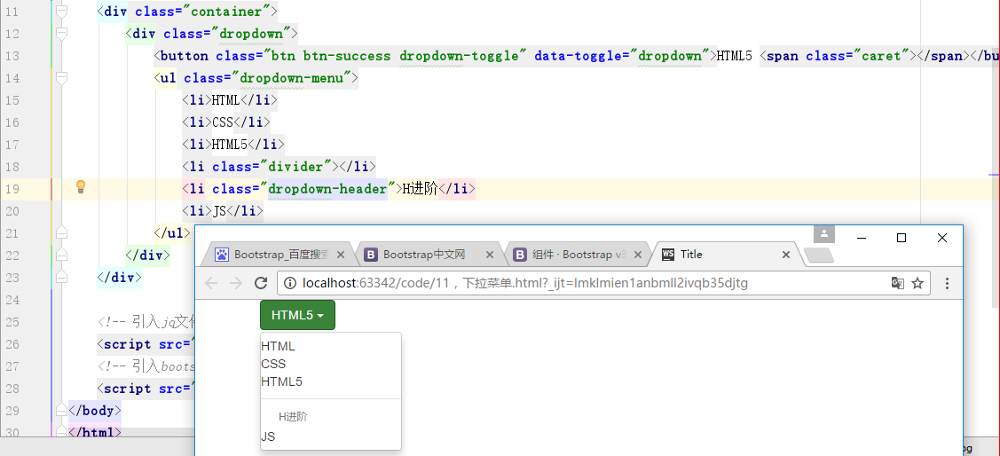 11 <div class="container">
12 <div class="dropdown">
13 <button class="btn btn-success dropdown-toggle" data-toggle="dropdown">HTML5 <span class="caret"></span></bu
14 <ul class="dropdown-menu">
15 <li>HTML</li>
16 <li>CSS</li>
17 <li>HTML5</li>
18 <li class="divider"></li>
19 <li class="dropdown-header">H进阶</li>
20 <li>JS</li>
21 </ul>
22 </div>
23 </div>
24
25 <!-- 引入jq文件
26 <script src="
27 <!-- 引入boots
28 <script src="
29 </body>
30 </html>
Bootstrap_百度搜索 Bootstrap中文网 组件 · Bootstrap v3 WS Title
localhost:63342/code/11，下拉菜单.html?_ijt=lmklmien1anbmll2ivqb35djtg
HTML5
HTML
CSS
HTML5
H进阶
JS
og